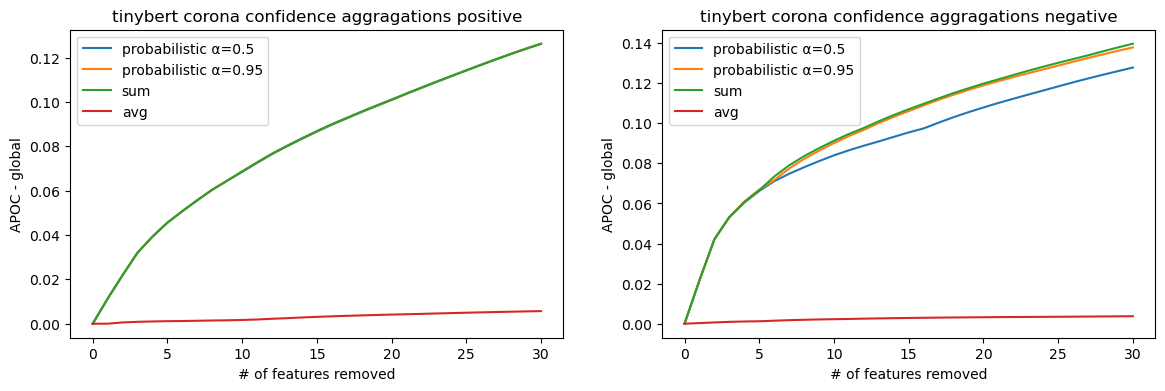 tinybert corona confidence aggragations positive
probabilistic α=0.5
probabilistic α=0.95
sum
avg
APOC - global
0.12
0.10
0.08
0.06
0.04
0.02
0.00
0 5 10 15 20 25 30
# of features removed
tinybert corona confidence aggragations negative
probabilistic α=0.5
probabilistic α=0.95
sum
avg
APOC - global
0.14
0.12
0.10
0.08
0.06
0.04
0.02
0.00
0 5 10 15 20 25 30
# of features removed